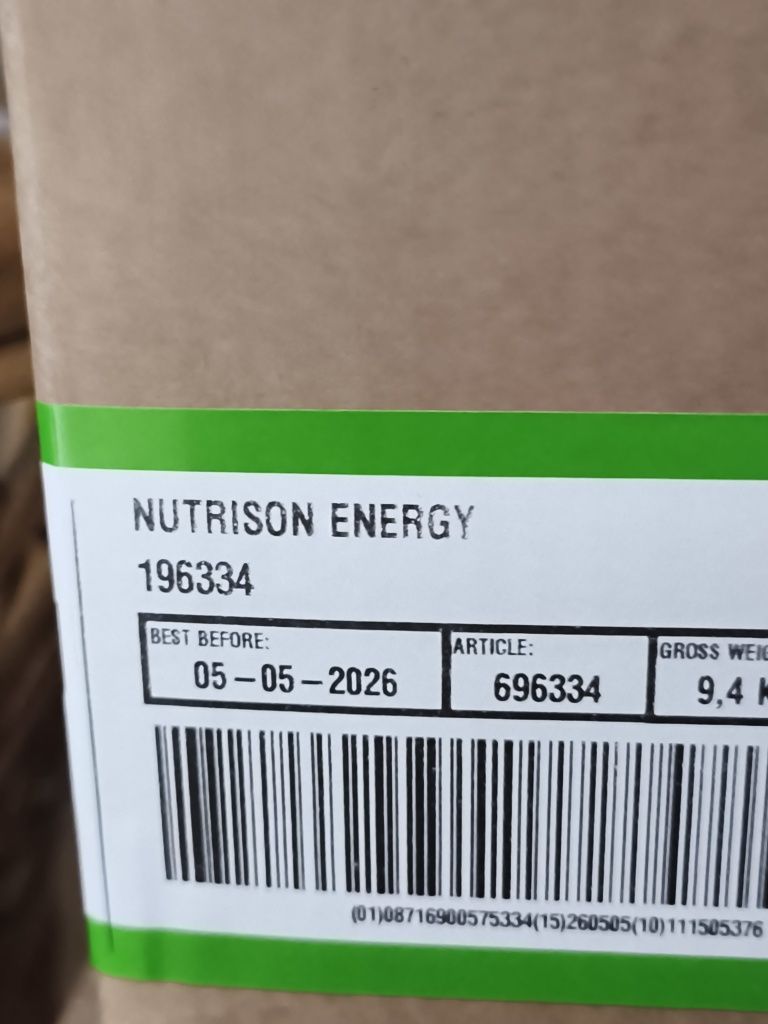 NUTRISON ENERGY
196334
BEST BEFORE: ARTICLE: GROSS
05-05-2026 696334 9,4
(01)08716900575334(15)260505(10)111505376